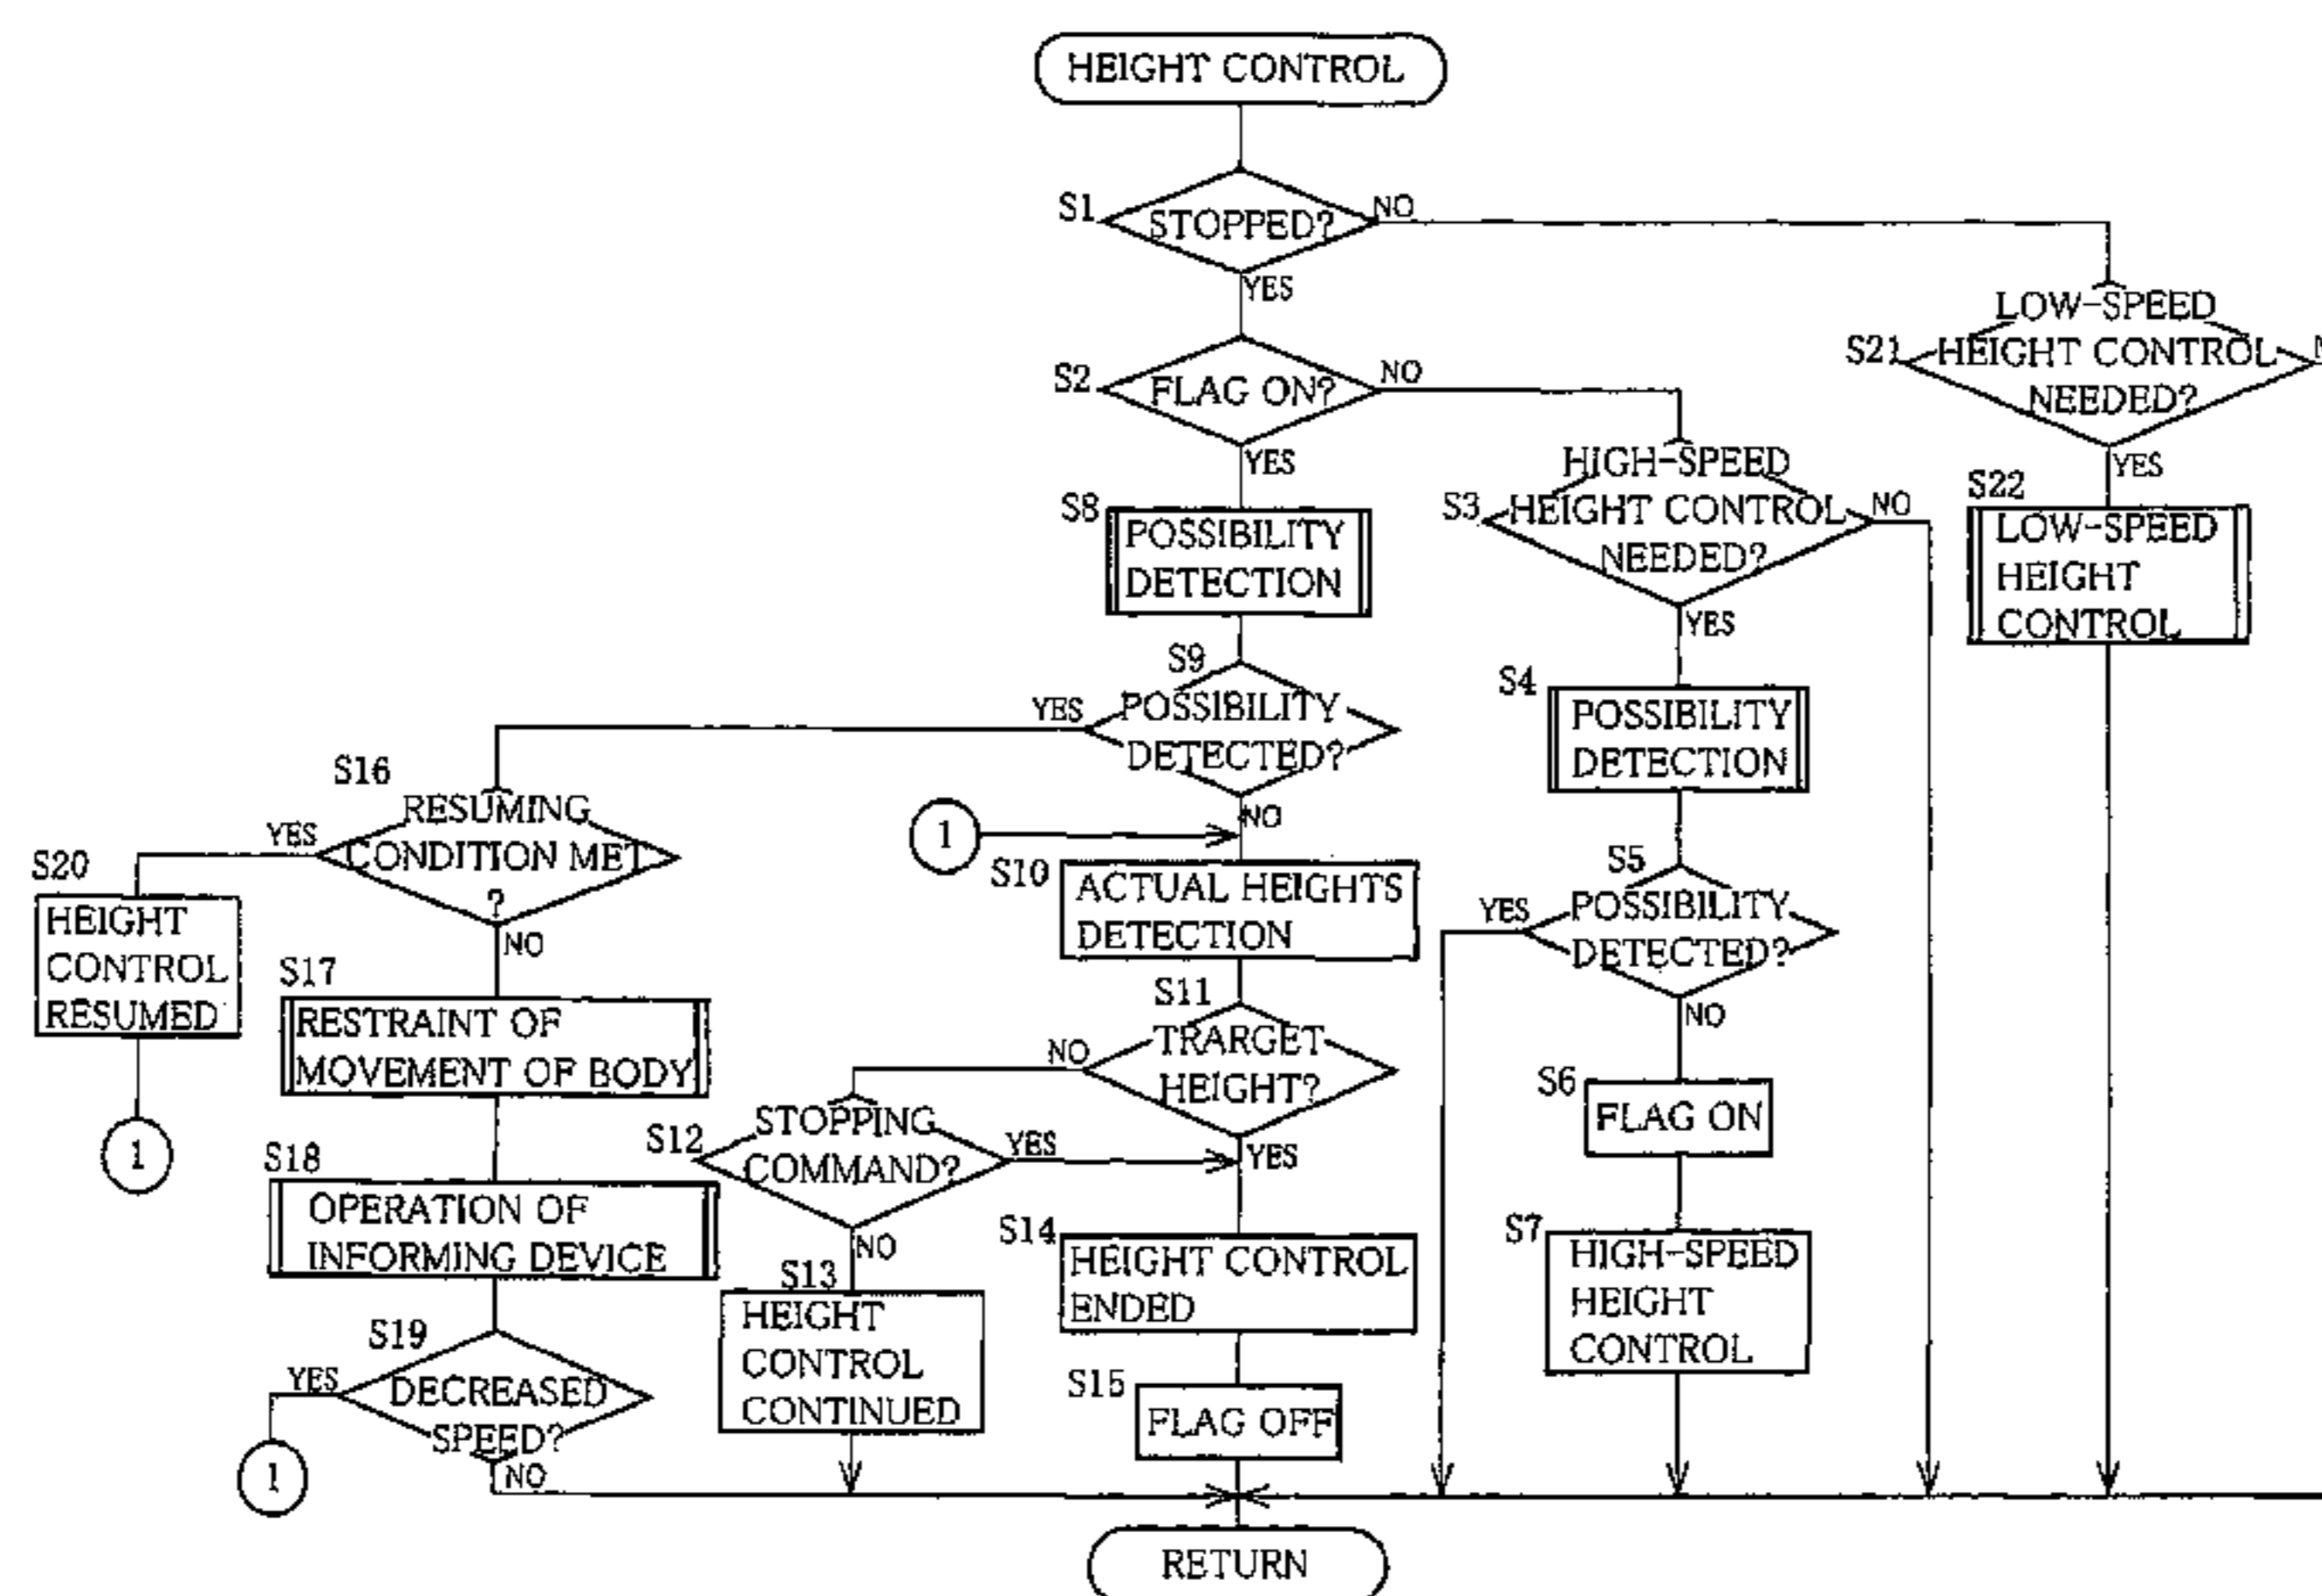 HEIGHT CONTROL
S1
STOPPED?
NO
YES
S2
FLAG ON?
NO
YES
S21
LOW-SPEED
HEIGHT CONTROL
NEEDED?
YES
S22
LOW-SPEED
HEIGHT
CONTROL
S3
HIGH-SPEED
HEIGHT CONTROL
NEEDED?
NO
YES
S8
POSSIBILITY
DETECTION
S9
POSSIBILITY
DETECTED?
YES
NO
S4
POSSIBILITY
DETECTION
S5
POSSIBILITY
DETECTED?
YES
NO
S6
FLAG ON
S7
HIGH-SPEED
HEIGHT
CONTROL
S16
RESUMING
CONDITION MET
?
YES
NO
S20
HEIGHT
CONTROL
RESUMED
1
S17
RESTRAINT OF
MOVEMENT OF BODY
S18
OPERATION OF
INFORMING DEVICE
S19
DECREASED
SPEED?
YES
NO
1
1
S10
ACTUAL HEIGHTS
DETECTION
S11
TRARGET
HEIGHT?
NO
YES
S12
STOPPING
COMMAND?
YES
NO
S13
HEIGHT
CONTROL
CONTINUED
S14
HEIGHT CONTROL
ENDED
S15
FLAG OFF
RETURN